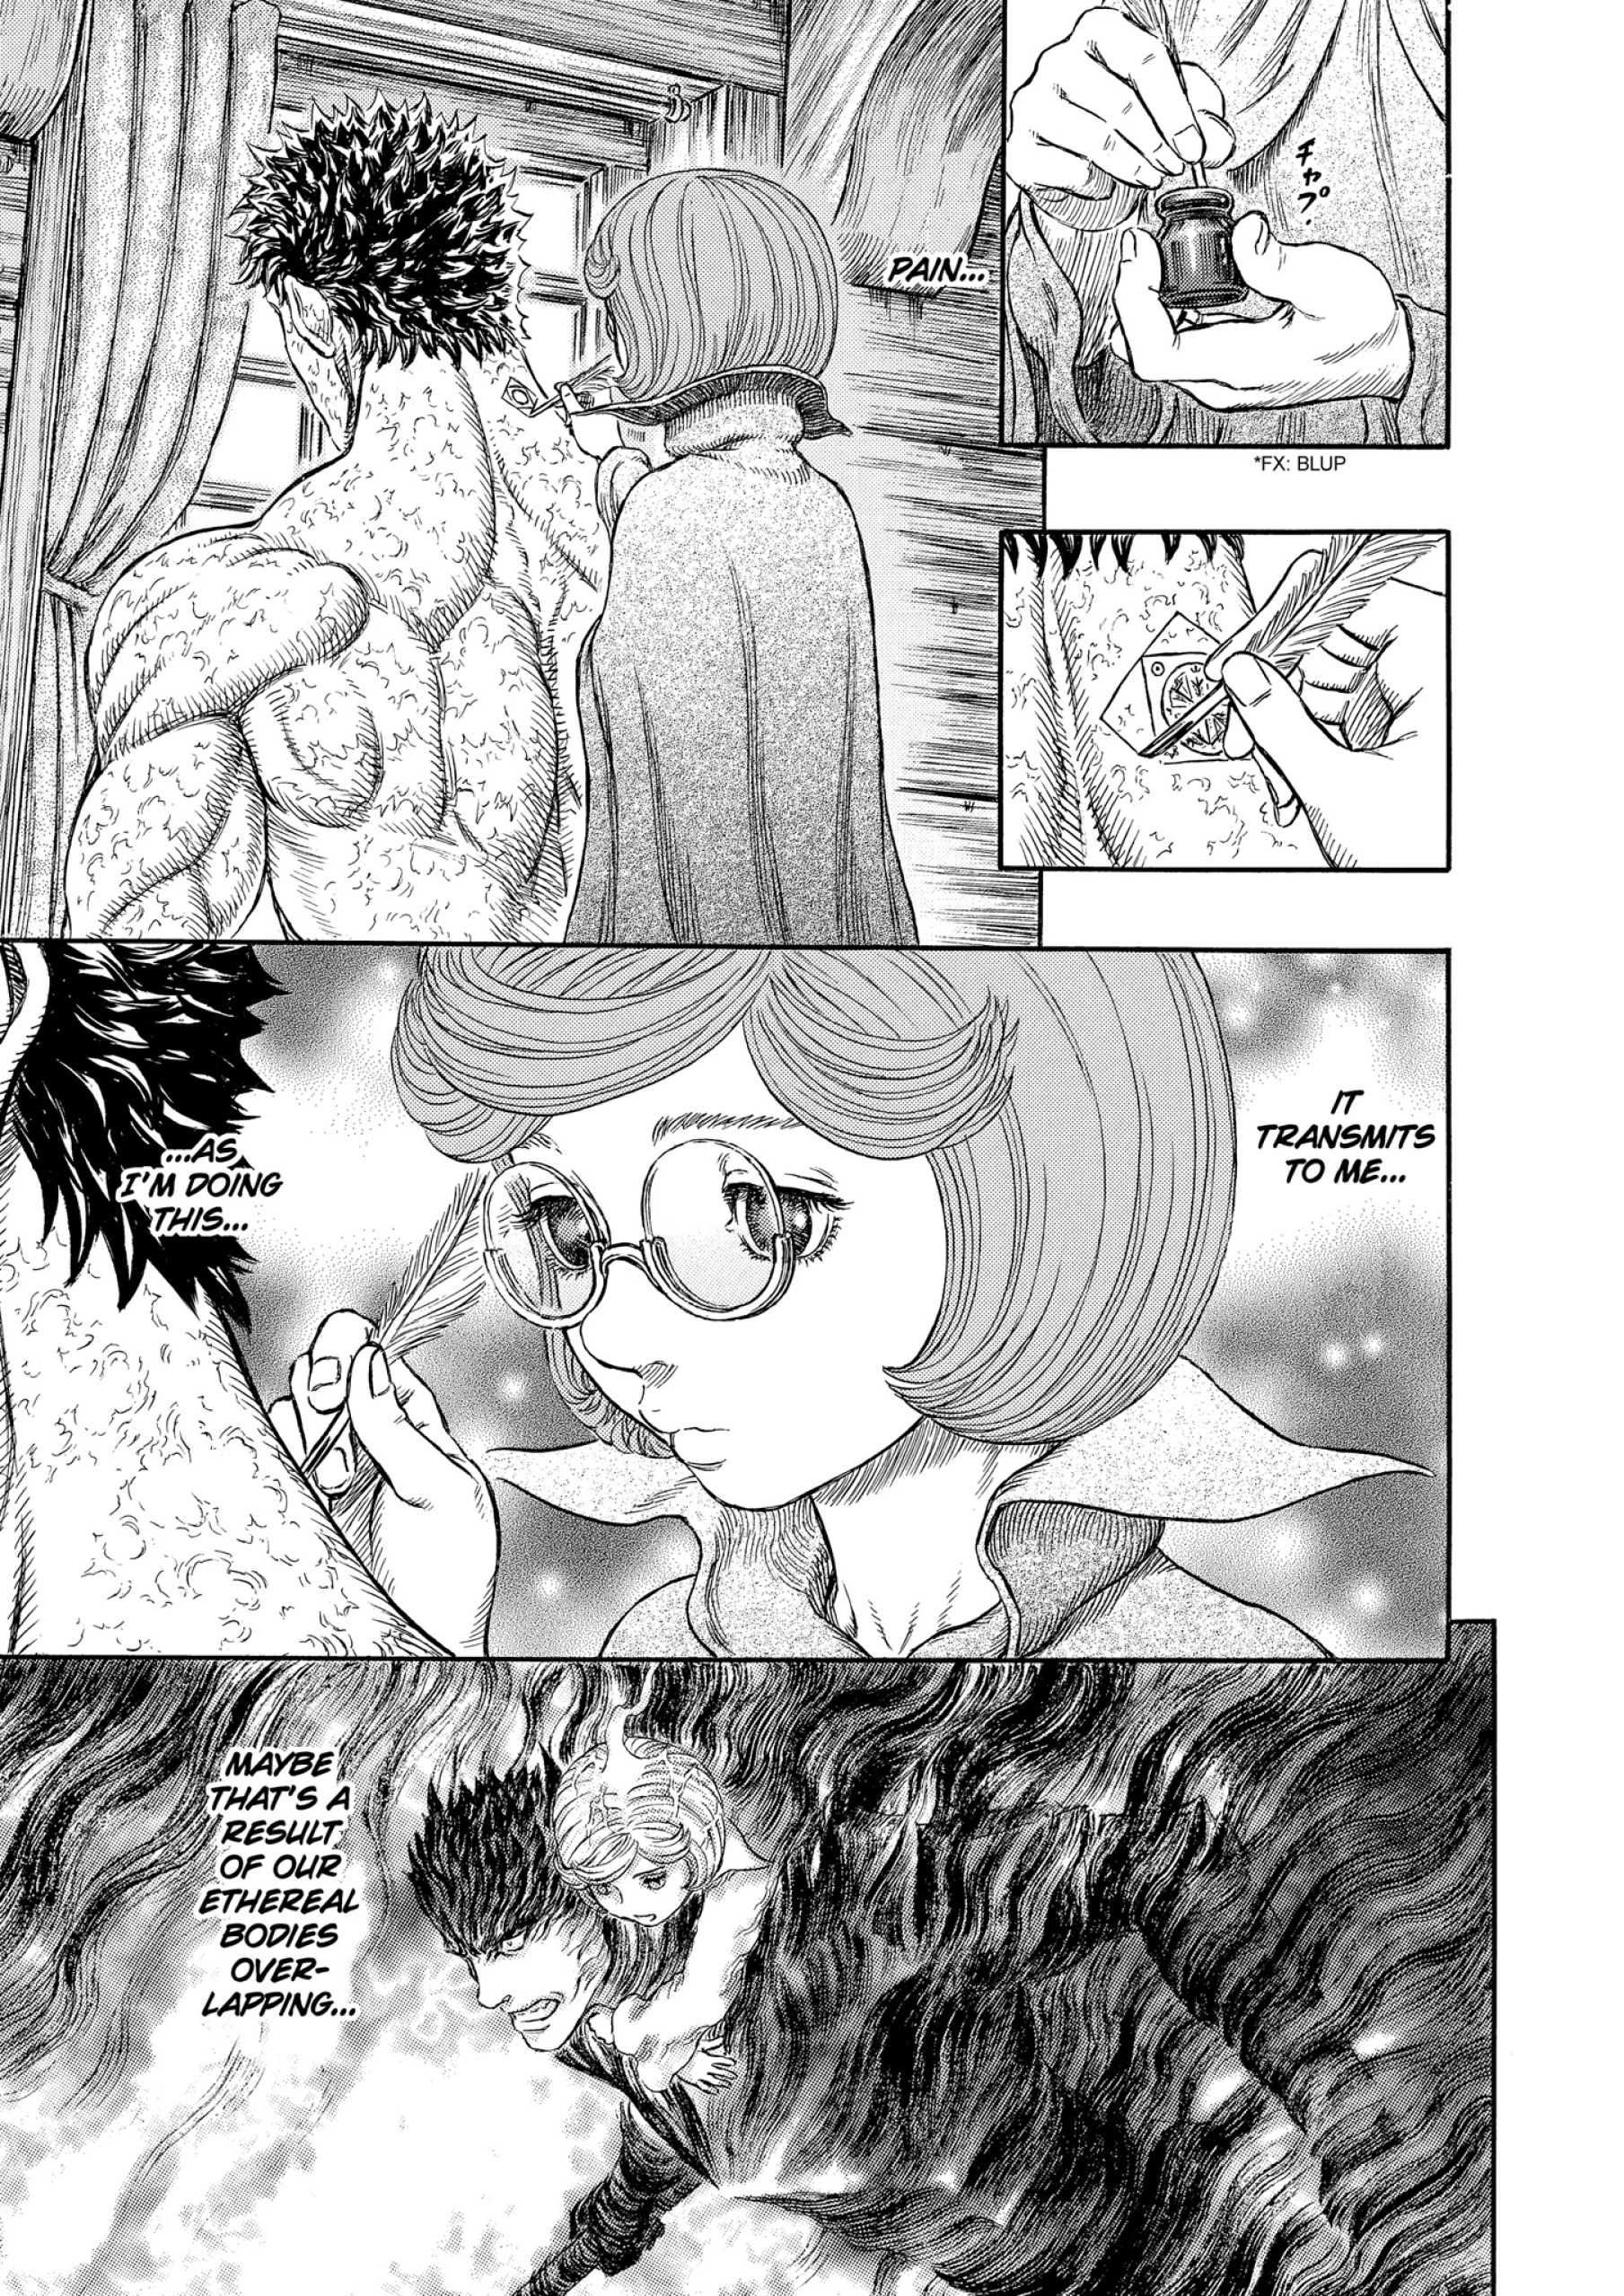 チャプ。
*FX: BLUP
PAIN...
IT
TRANSMITS
TO ME...
...AS
I'M DOING
THIS...
MAYBE
THAT'S A
RESULT
OF OUR
ETHEREAL
BODIES
OVER-
LAPPING...